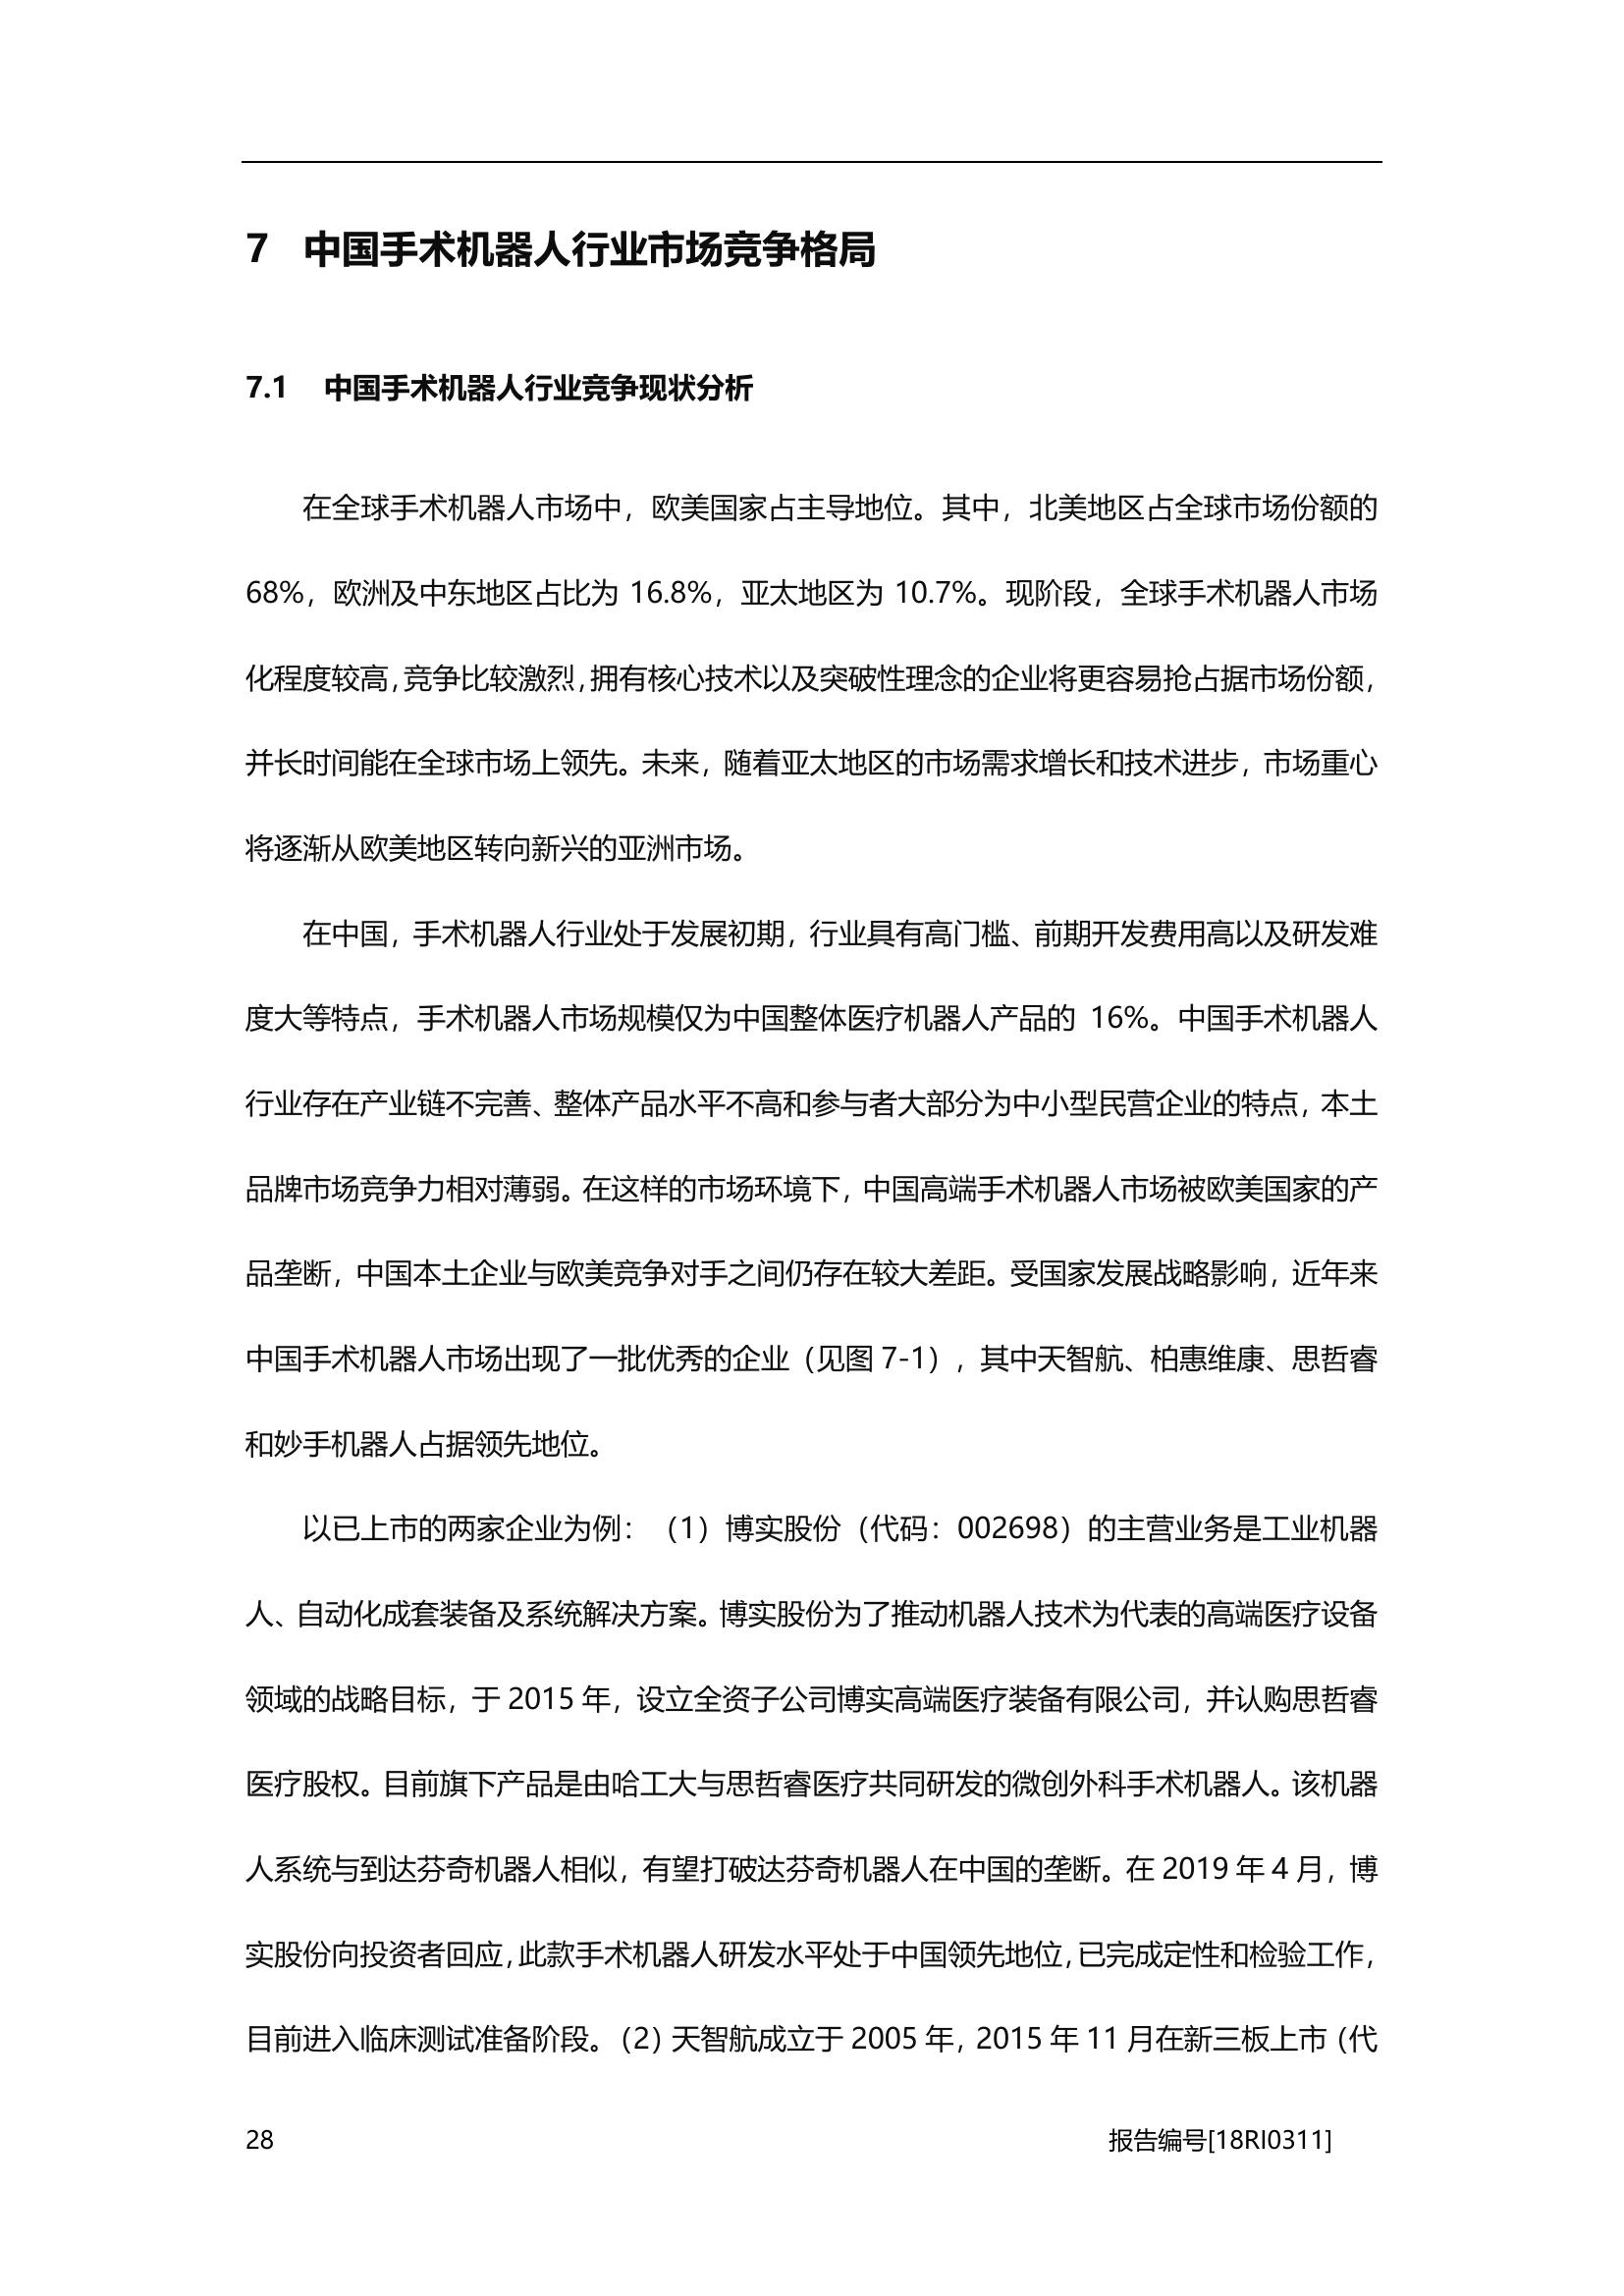 7 中国手术机器人行业市场竞争格局
7.1 中国手术机器人行业竞争现状分析
在全球手术机器人市场中，欧美国家占主导地位。其中，北美地区占全球市场份额的
68%，欧洲及中东地区占比为 16.8%，亚太地区为 10.7%。现阶段，全球手术机器人市场
化程度较高，竞争比较激烈，拥有核心技术以及突破性理念的企业将更容易抢占据市场份额，
并长时间能在全球市场上领先。未来，随着亚太地区的市场需求增长和技术进步，市场重心
将逐渐从欧美地区转向新兴的亚洲市场。
在中国，手术机器人行业处于发展初期，行业具有高门槛、前期开发费用高以及研发难
度大等特点，手术机器人市场规模仅为中国整体医疗机器人产品的 16%。中国手术机器人
行业存在产业链不完善、整体产品水平不高和参与者大部分为中小型民营企业的特点，本土
品牌市场竞争力相对薄弱。在这样的市场环境下，中国高端手术机器人市场被欧美国家的产
品垄断，中国本土企业与欧美竞争对手之间仍存在较大差距。受国家发展战略影响，近年来
中国手术机器人市场出现了一批优秀的企业（见图 7-1），其中天智航、柏惠维康、思哲睿
和妙手机器人占据领先地位。
以已上市的两家企业为例：（1）博实股份（代码：002698）的主营业务是工业机器
人、自动化成套装备及系统解决方案。博实股份为了推动机器人技术为代表的高端医疗设备
领域的战略目标，于 2015 年，设立全资子公司博实高端医疗装备有限公司，并认购思哲睿
医疗股权。目前旗下产品是由哈工大与思哲睿医疗共同研发的微创外科手术机器人。该机器
人系统与到达芬奇机器人相似，有望打破达芬奇机器人在中国的垄断。在 2019 年 4 月，博
实股份向投资者回应，此款手术机器人研发水平处于中国领先地位，已完成定性和检验工作，
目前进入临床测试准备阶段。（2）天智航成立于 2005 年，2015 年 11 月在新三板上市（代
28 报告编号[18RI0311]